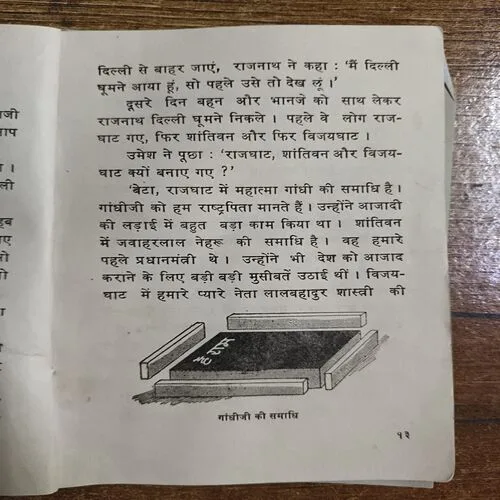 दिल्ली से बाहर जाएं, राजनाथ ने कहा : 'मैं दिल्ली
घूमने आया हूं, सो पहले उसे तो देख लूं ।'
दूसरे दिन बहन और भानजे को साथ लेकर
राजनाथ दिल्ली घूमने निकले । पहले वे लोग राज-
घाट गए, फिर शांतिवन और फिर विजयघाट ।
उमेश ने पूछा : 'राजघाट, शांतिवन और विजय-
घाट क्यों बनाए गए ?'
'बेटा, राजघाट में महात्मा गांधी की समाधि है ।
गांधीजी को हम राष्ट्रपिता मानते हैं । उन्होंने आजादी
की लड़ाई में बहुत बड़ा काम किया था । शांतिवन
में जवाहरलाल नेहरू की समाधि है । वह हमारे
पहले प्रधानमंत्री थे । उन्होंने भी देश को आजाद
कराने के लिए बड़ी बड़ी मुसीबतें उठाई थीं । विजय-
घाट में हमारे प्यारे नेता लालबहादुर शास्त्री की
हे राम
गांधीजी की समाधि
१३